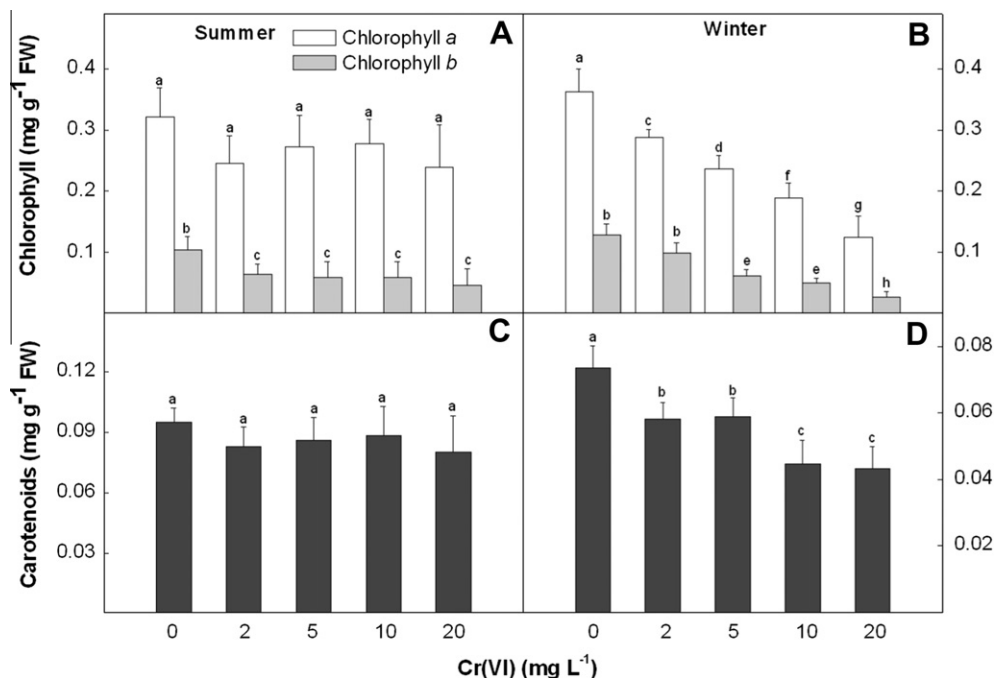 Summer
Chlorophyll a
Chlorophyll b
A
Winter
B
Chlorophyll (mg g⁻¹ FW)
0.4
0.3
0.2
0.1
a
b
a
c
a
c
a
c
a
c
a
b
c
b
d
e
f
e
g
h
0.4
0.3
0.2
0.1
C
D
Carotenoids (mg g⁻¹ FW)
0.12
0.09
0.06
0.03
a
a
a
a
a
a
b
b
c
c
0.08
0.06
0.04
0.02
0 2 5 10 20
0 2 5 10 20
Cr(VI) (mg L⁻¹)